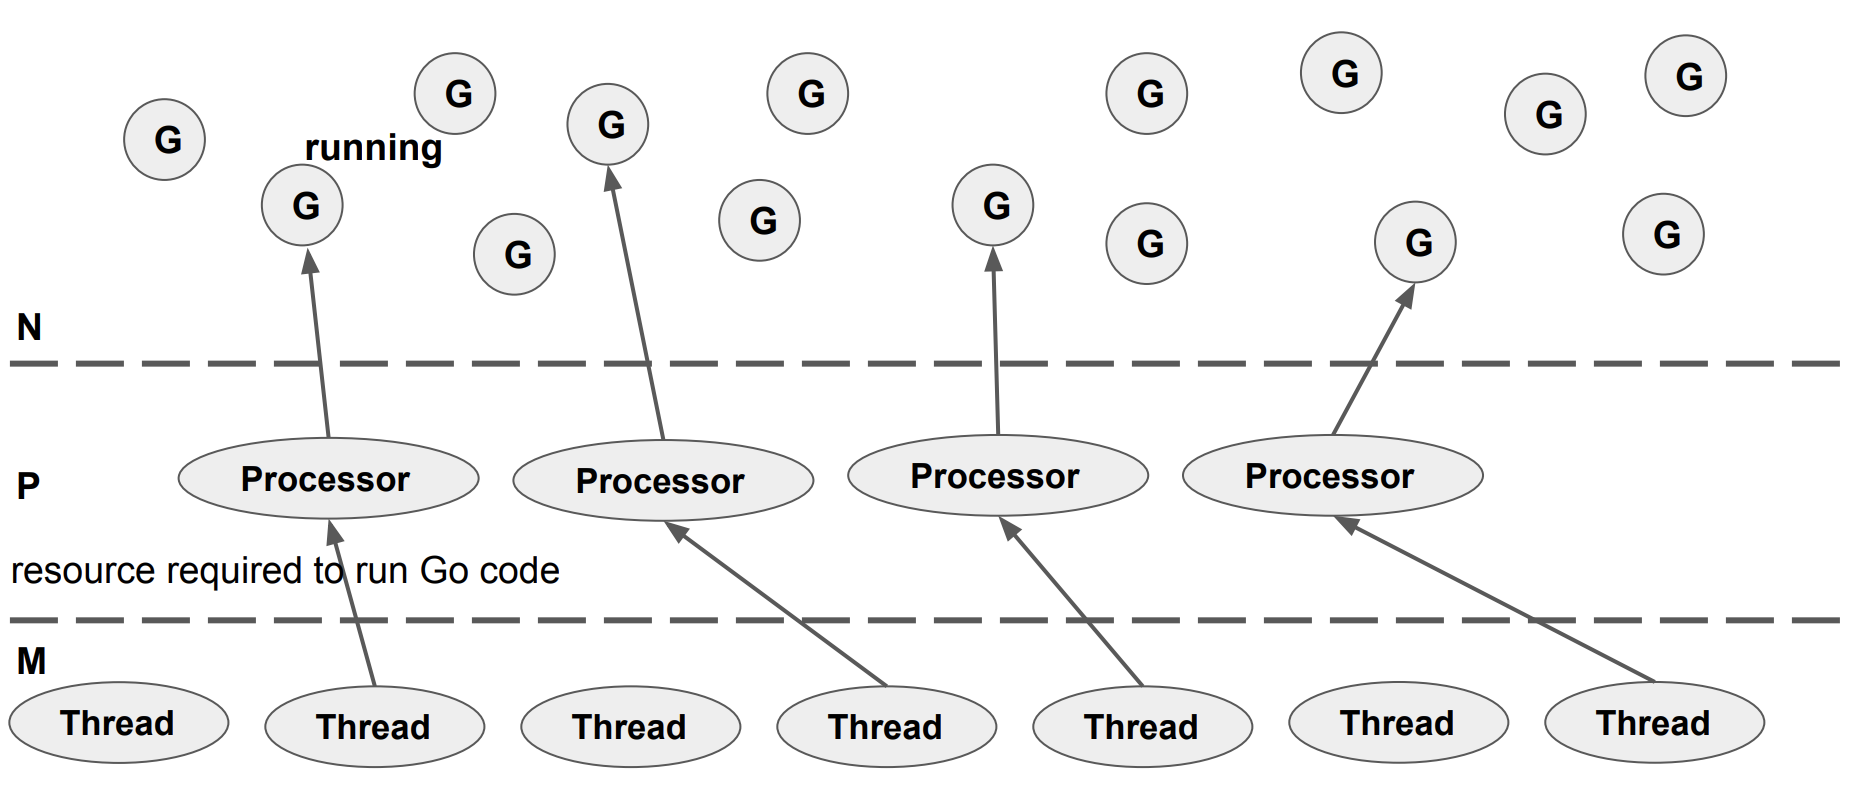 G
G
G
G
G
G
G
G
running
G
G
G
G
G
G
G
N
Processor
Processor
Processor
Processor
P
resource required to run Go code
M
Thread
Thread
Thread
Thread
Thread
Thread
Thread